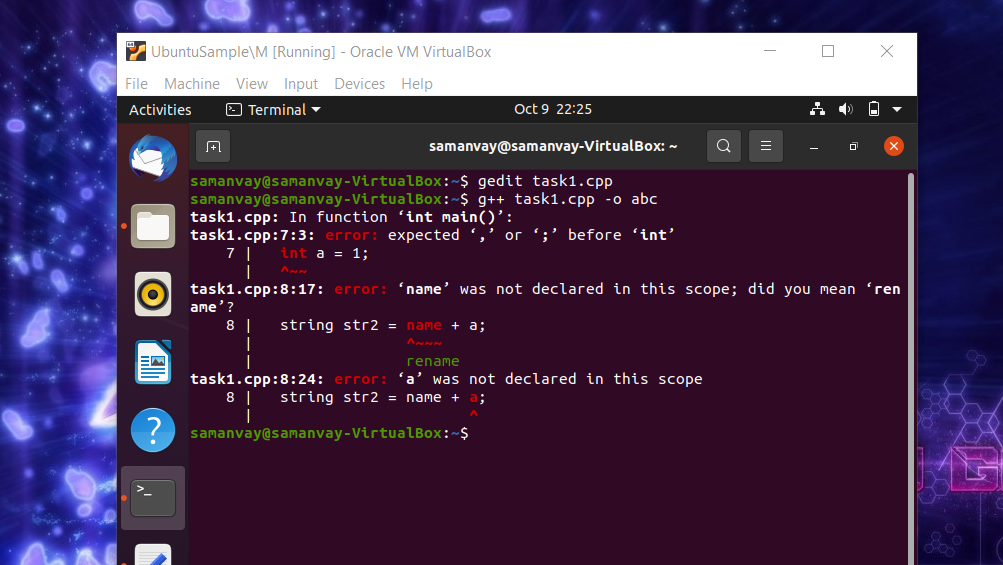 UbuntuSample\M [Running] - Oracle VM VirtualBox
File Machine View Input Devices Help
Activities Terminal Oct 9 22:25
samanvay@samanvay-VirtualBox: ~
samanvay@samanvay-VirtualBox:~$ gedit task1.cpp
samanvay@samanvay-VirtualBox:~$ g++ task1.cpp -o abc
task1.cpp: In function ‘int main()’:
task1.cpp:7:3: error: expected ‘,’ or ‘;’ before ‘int’
    7 |   int a = 1;
      |   ^~~
task1.cpp:8:17: error: ‘name’ was not declared in this scope; did you mean ‘ren
ame’?
    8 |   string str2 = name + a;
      |                 ^~~~
      |                 rename
task1.cpp:8:24: error: ‘a’ was not declared in this scope
    8 |   string str2 = name + a;
      |                        ^
samanvay@samanvay-VirtualBox:~$